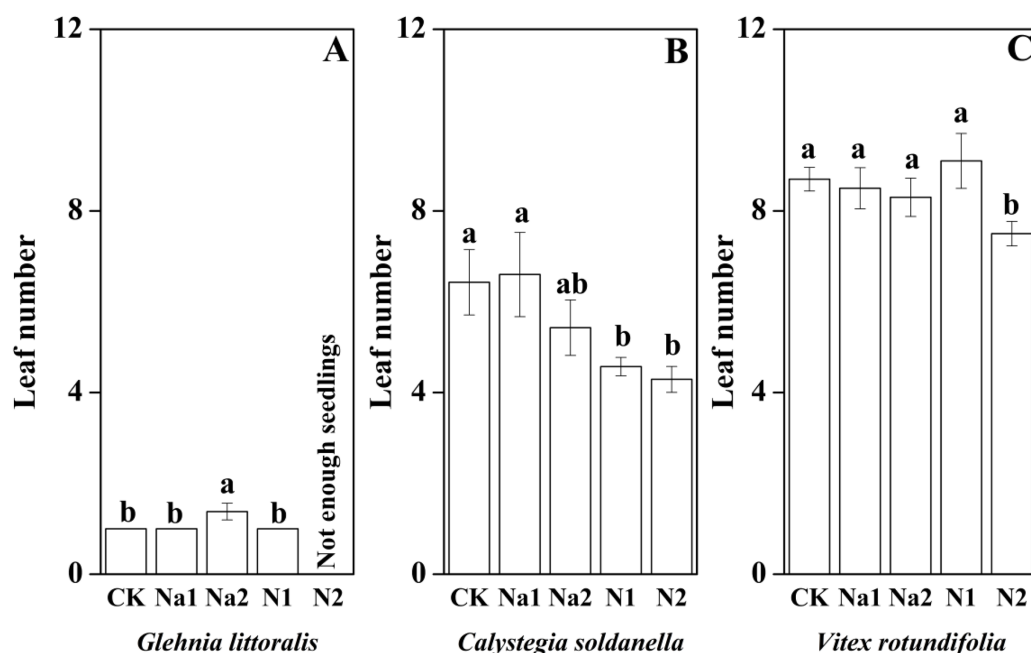 12
8
4
0
Leaf number
A
b
b
a
b
Not enough seedlings
CK Na1 Na2 N1 N2
Glehnia littoralis
12
8
4
0
Leaf number
B
a
a
ab
b
b
CK Na1 Na2 N1 N2
Calystegia soldanella
12
8
4
0
Leaf number
C
a
a
a
a
b
CK Na1 Na2 N1 N2
Vitex rotundifolia